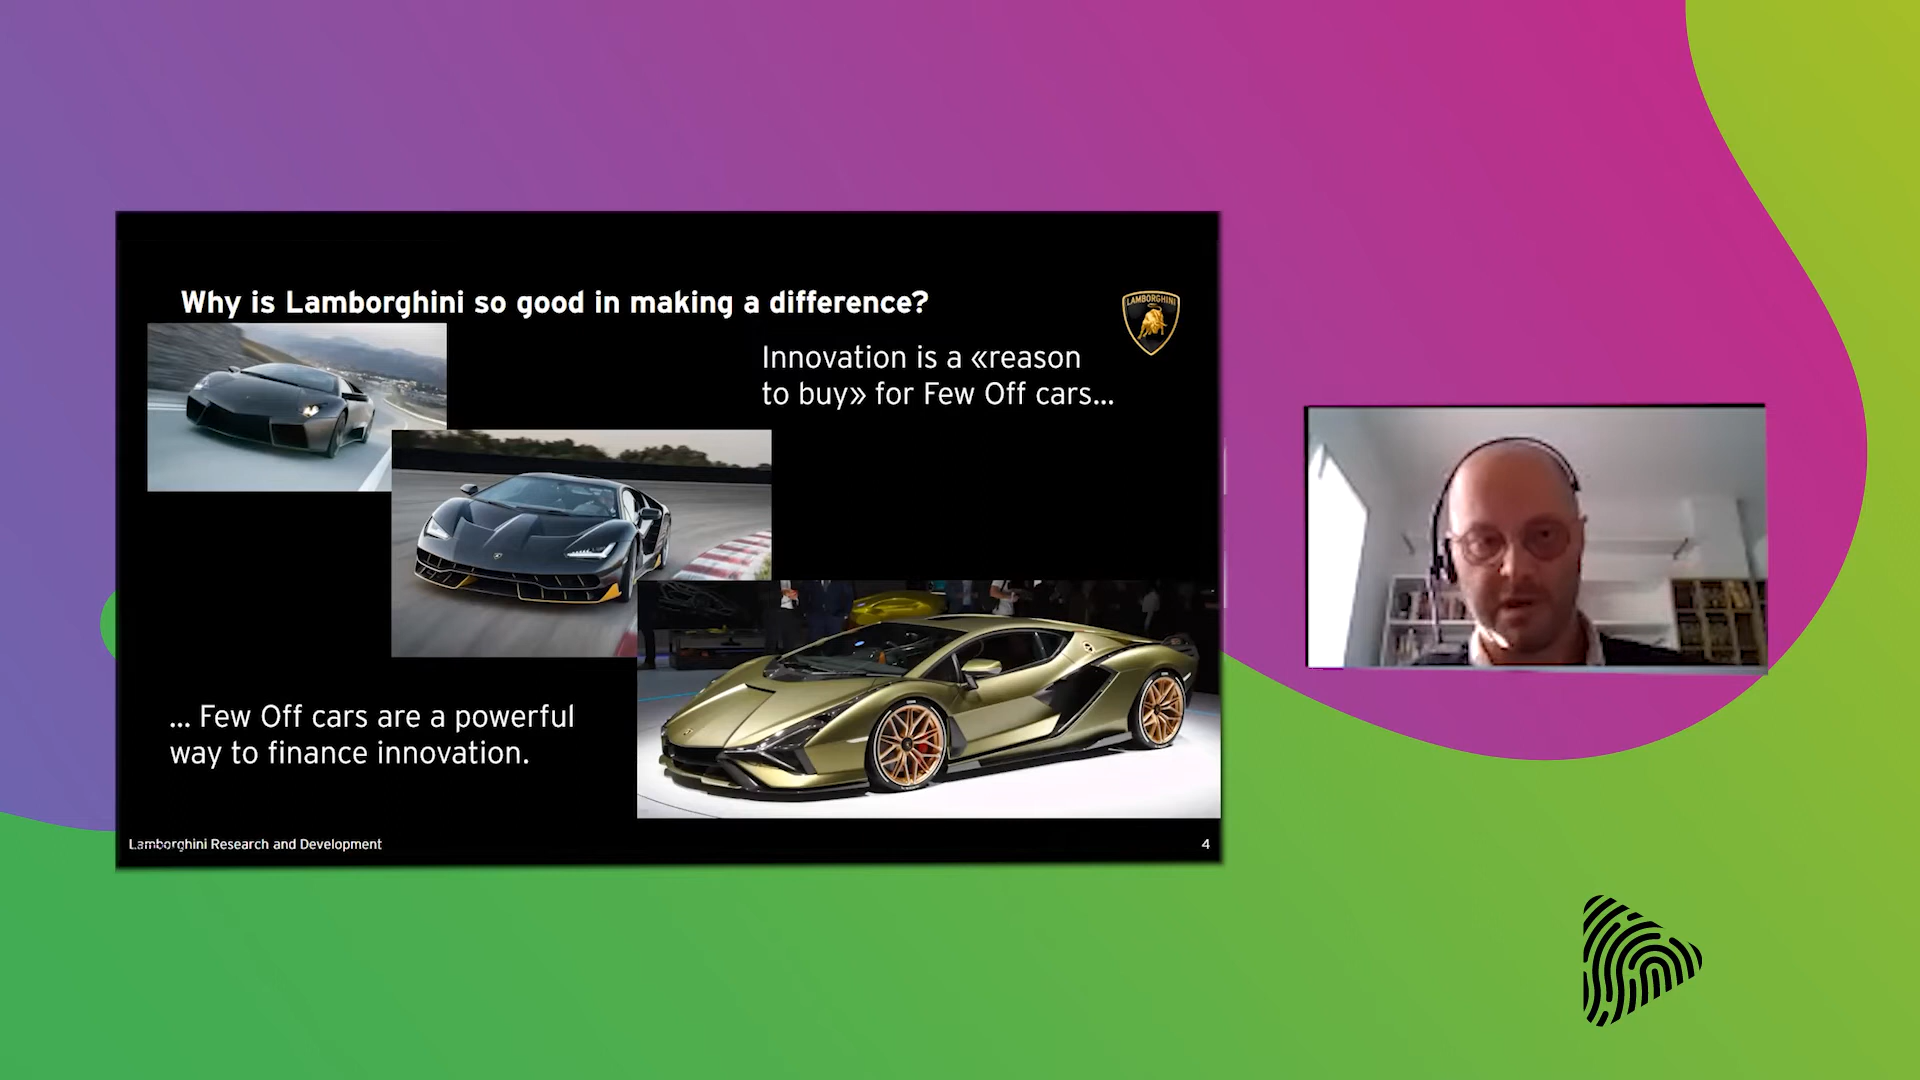 Why is Lamborghini so good in making a difference?
LAMBORGHINI
Innovation is a «reason
to buy» for Few Off cars...
... Few Off cars are a powerful
way to finance innovation.
Lamborghini Research and Development
4